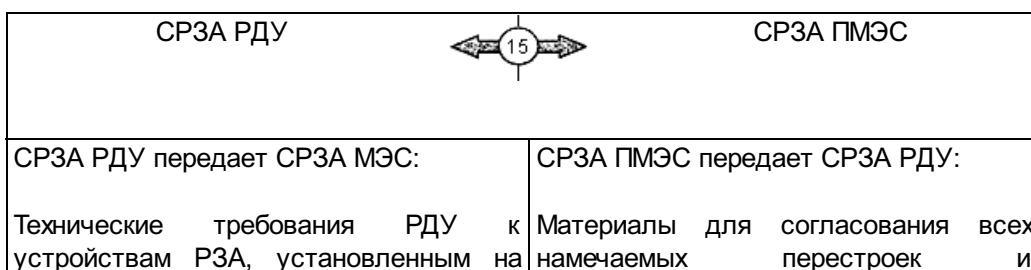 СРЗА РДУ 15 СРЗА ПМЭС
СРЗА РДУ передает СРЗА МЭС:
Технические требования РДУ к
устройствам РЗА, установленным на
СРЗА ПМЭС передает СРЗА РДУ:
Материалы для согласования всех
намечаемых перестроек и